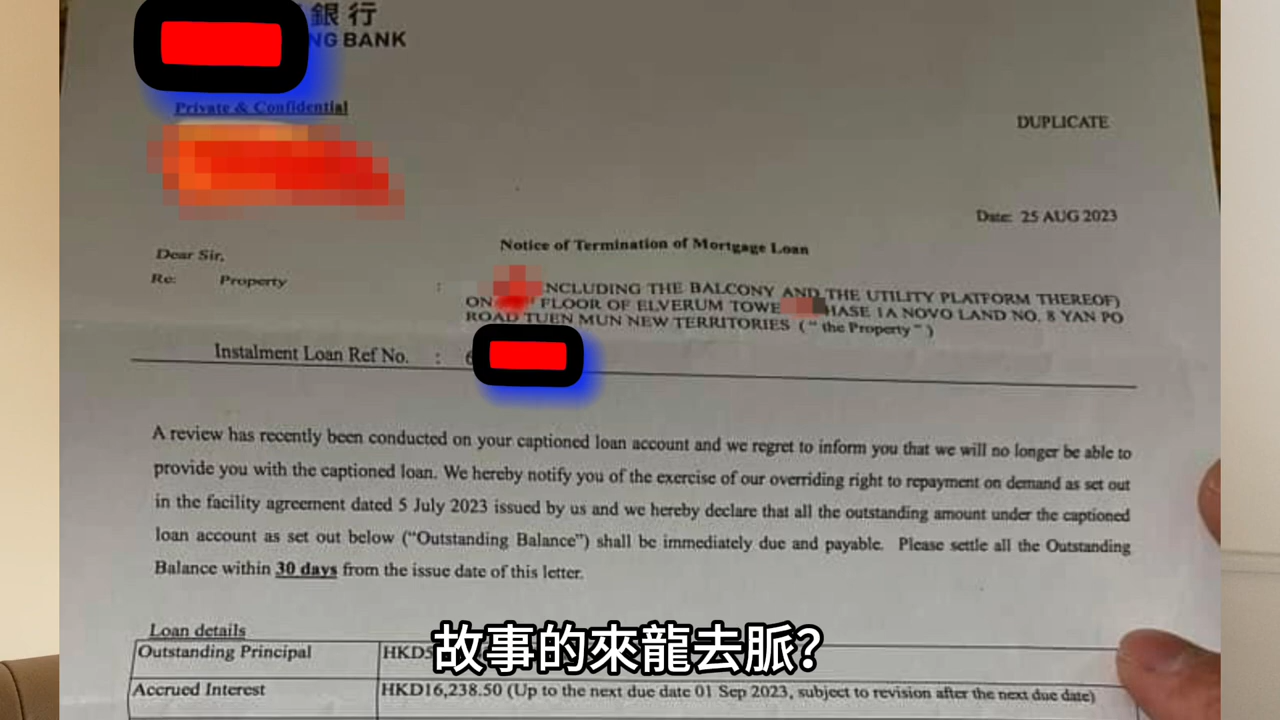 銀行
NG BANK
Private & Confidential
DUPLICATE
Date: 25 AUG 2023
Notice of Termination of Mortgage Loan
Dear Sir,
Re: Property : NCLUDING THE BALCONY AND THE UTILITY PLATFORM THEREOF)
ON FLOOR OF ELVERUM TOWE HASE 1A NOVO LAND NO. 8 YAN PO
ROAD TUEN MUN NEW TERRITORIES ( " the Property " )
Instalment Loan Ref No. : 6
A review has recently been conducted on your captioned loan account and we regret to inform you that we will no longer be able to
provide you with the captioned loan. We hereby notify you of the exercise of our overriding right to repayment on demand as set out
in the facility agreement dated 5 July 2023 issued by us and we hereby declare that all the outstanding amount under the captioned
loan account as set out below ("Outstanding Balance") shall be immediately due and payable. Please settle all the Outstanding
Balance within 30 days from the issue date of this letter.
Loan details
Outstanding Principal HKD5
故事的來龍去脈?
Accrued Interest HKD16,238.50 (Up to the next due date 01 Sep 2023, subject to revision after the next due date)